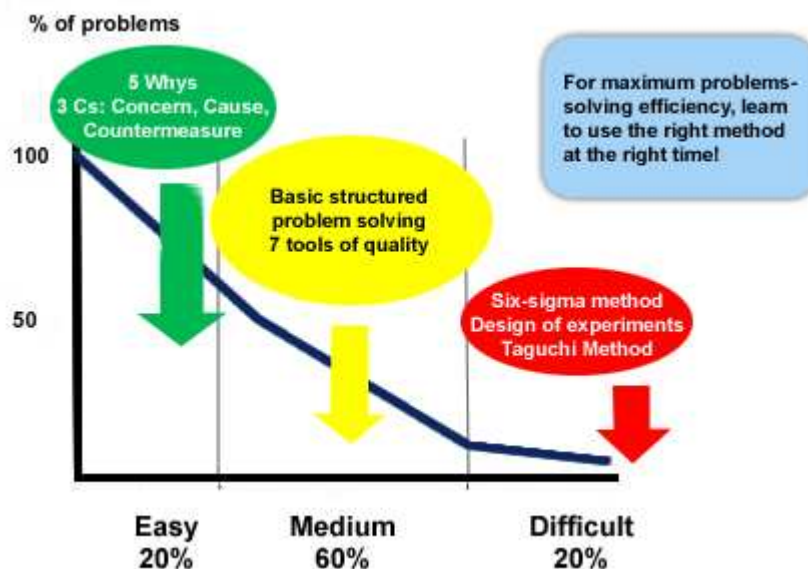 % of problems
5 Whys
3 Cs: Concern, Cause,
Countermeasure
For maximum problems-
solving efficiency, learn
to use the right method
at the right time!
100
Basic structured
problem solving
7 tools of quality
50
Six-sigma method
Design of experiments
Taguchi Method
Easy
20%
Medium
60%
Difficult
20%